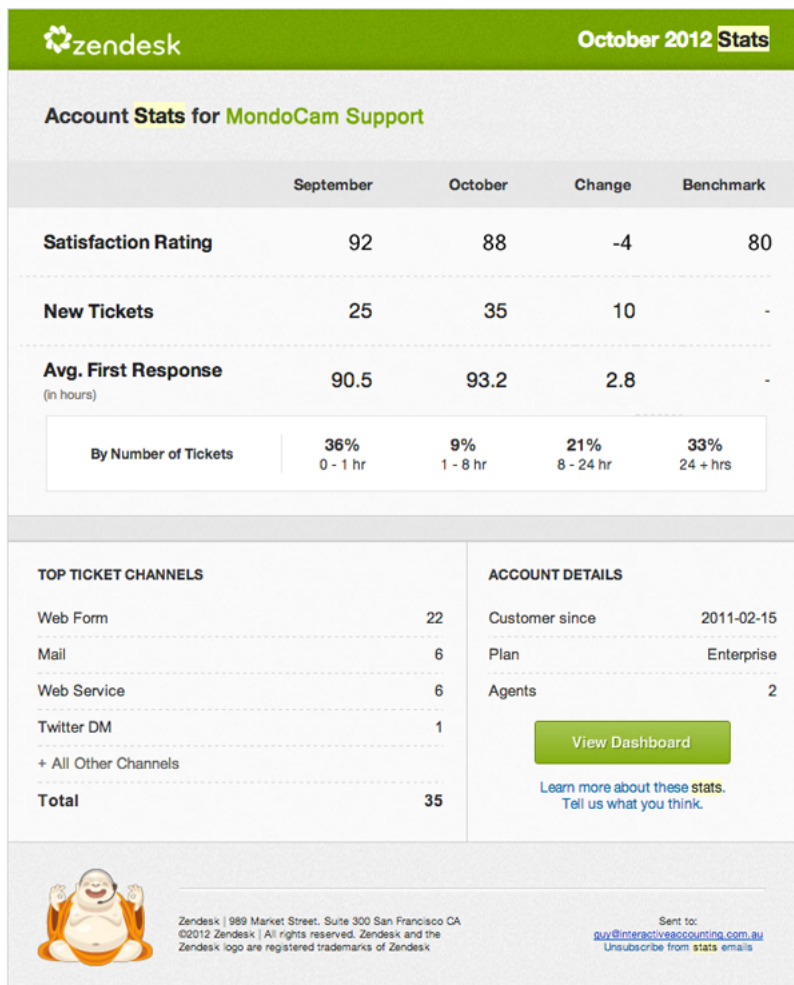 zendesk
October 2012 Stats
Account Stats for MondoCam Support
September October Change Benchmark
Satisfaction Rating 92 88 -4 80
New Tickets 25 35 10 -
Avg. First Response 90.5 93.2 2.8 -
(in hours)
By Number of Tickets 36% 9% 21% 33%
0 - 1 hr 1 - 8 hr 8 - 24 hr 24 + hrs
TOP TICKET CHANNELS
Web Form 22
Mail 6
Web Service 6
Twitter DM 1
+ All Other Channels
Total 35
ACCOUNT DETAILS
Customer since 2011-02-15
Plan Enterprise
Agents 2
View Dashboard
Learn more about these stats.
Tell us what you think.
Zendesk | 989 Market Street, Suite 300 San Francisco CA
©2012 Zendesk | All rights reserved. Zendesk and the
Zendesk logo are registered trademarks of Zendesk
Sent to:
guy@interactiveaccounting.com.au
Unsubscribe from stats emails